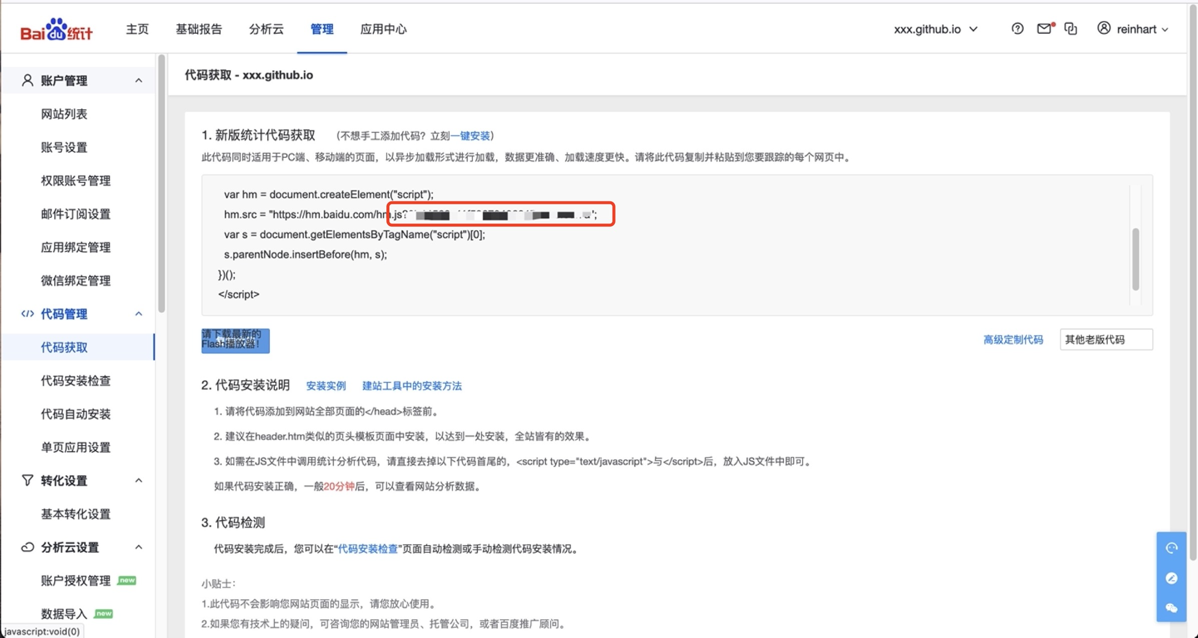 Bai du 统计
主页 基础报告 分析云 管理 应用中心
xxx.github.io
reinhart
账户管理
网站列表
账号设置
权限账号管理
邮件订阅设置
应用绑定管理
微信绑定管理
代码管理
代码获取
代码安装检查
代码自动安装
单页应用设置
转化设置
基本转化设置
分析云设置
账户授权管理 new
数据导入 new
javascript:void(0)
代码获取 - xxx.github.io
1. 新版统计代码获取 (不想手工添加代码？立刻一键安装)
此代码同时适用于PC端、移动端的页面，以异步加载形式进行加载，数据更准确、加载速度更快。请将此代码复制并粘贴到您要跟踪的每个网页中。
var hm = document.createElement("script");
hm.src = "https://hm.baidu.com/hm.js?
var s = document.getElementsByTagName("script")[0];
s.parentNode.insertBefore(hm, s);
})();
</script>
请下载最新的
Flash播放器！
高级定制代码
其他老版代码
2. 代码安装说明 安装实例 建站工具中的安装方法
1. 请将代码添加到网站全部页面的</head>标签前。
2. 建议在header.htm类似的页头模板页面中安装，以达到一处安装，全站皆有的效果。
3. 如需在JS文件中调用统计分析代码，请直接去掉以下代码首尾的，<script type="text/javascript">与</script>后，放入JS文件中即可。
如果代码安装正确，一般20分钟后，可以查看网站分析数据。
3. 代码检测
代码安装完成后，您可以在“代码安装检查”页面自动检测或手动检测代码安装情况。
小贴士：
1.此代码不会影响您网站页面的显示，请您放心使用。
2.如果您有技术上的疑问，可咨询您的网站管理员、托管公司，或者百度推广顾问。